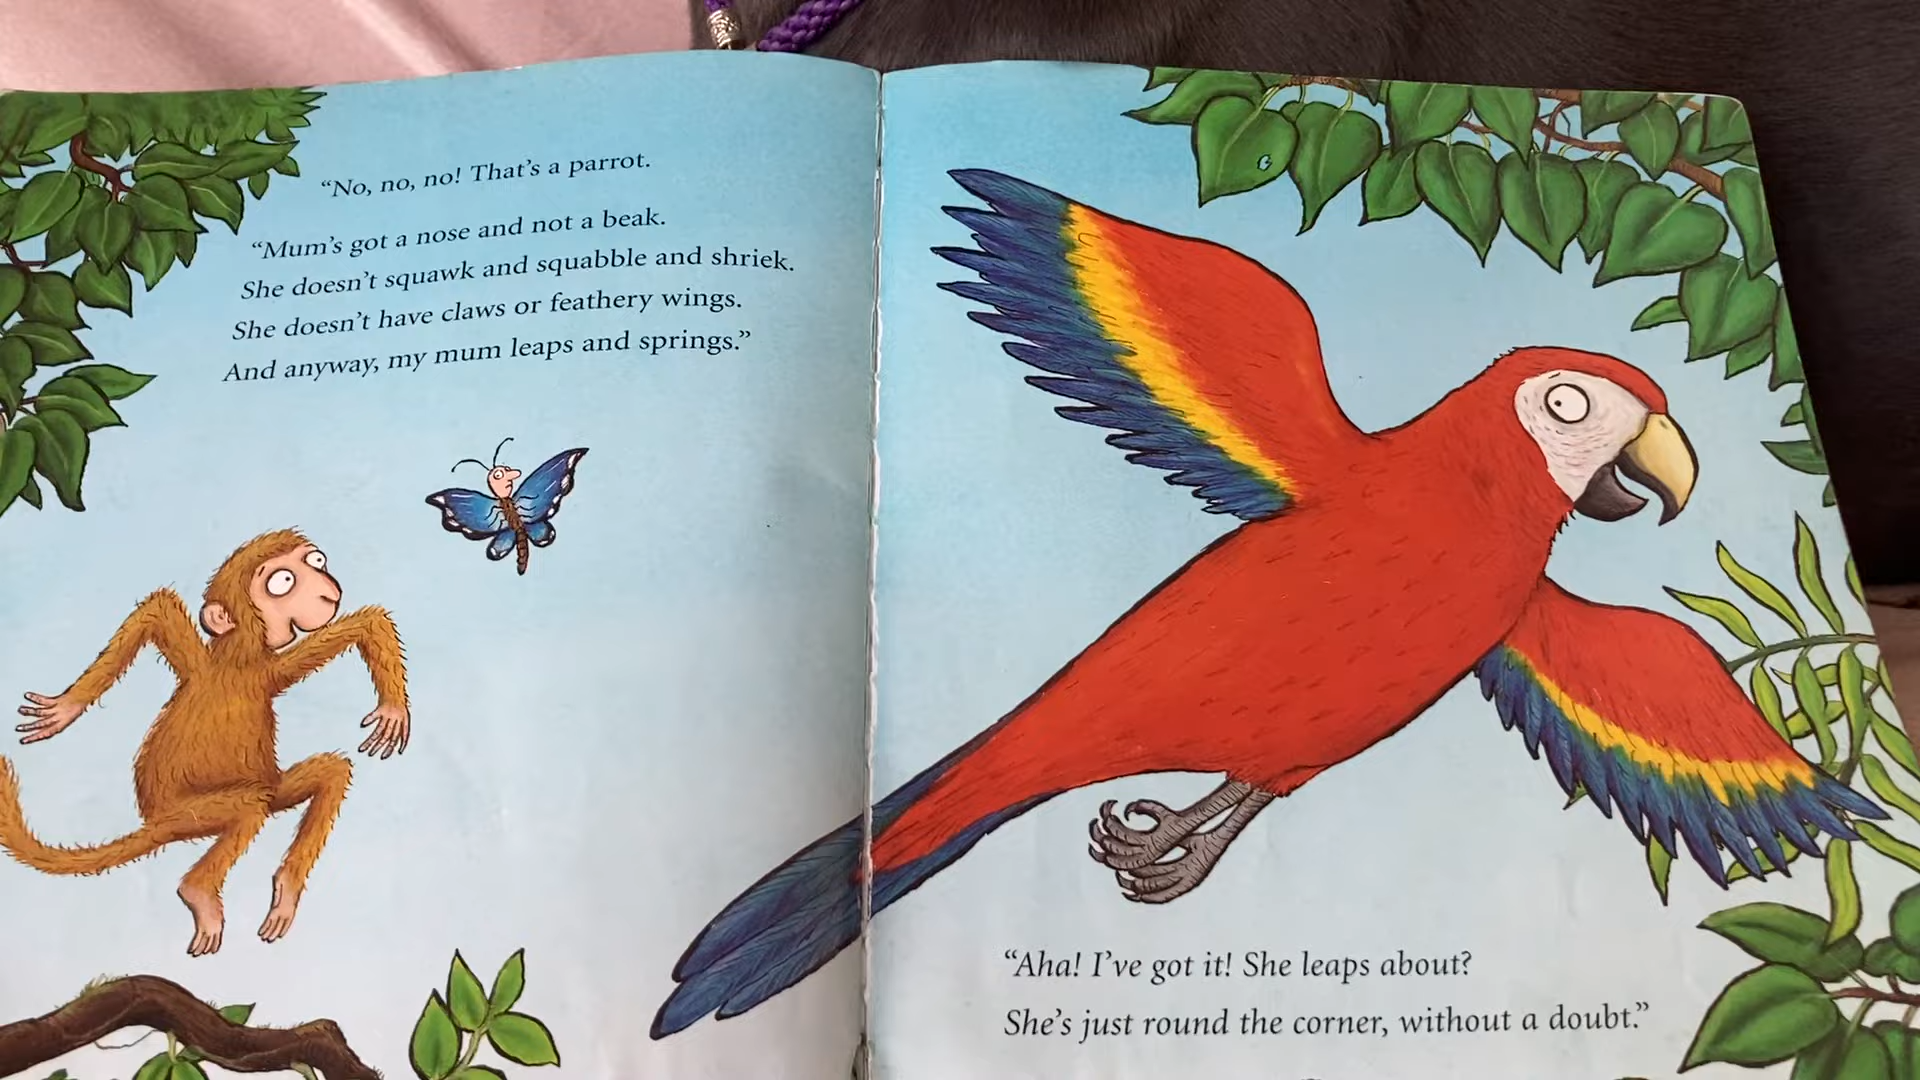 “No, no, no! That’s a parrot.
“Mum’s got a nose and not a beak.
She doesn’t squawk and squabble and shriek.
She doesn’t have claws or feathery wings.
And anyway, my mum leaps and springs.”
“Aha! I’ve got it! She leaps about?
She’s just round the corner, without a doubt.”